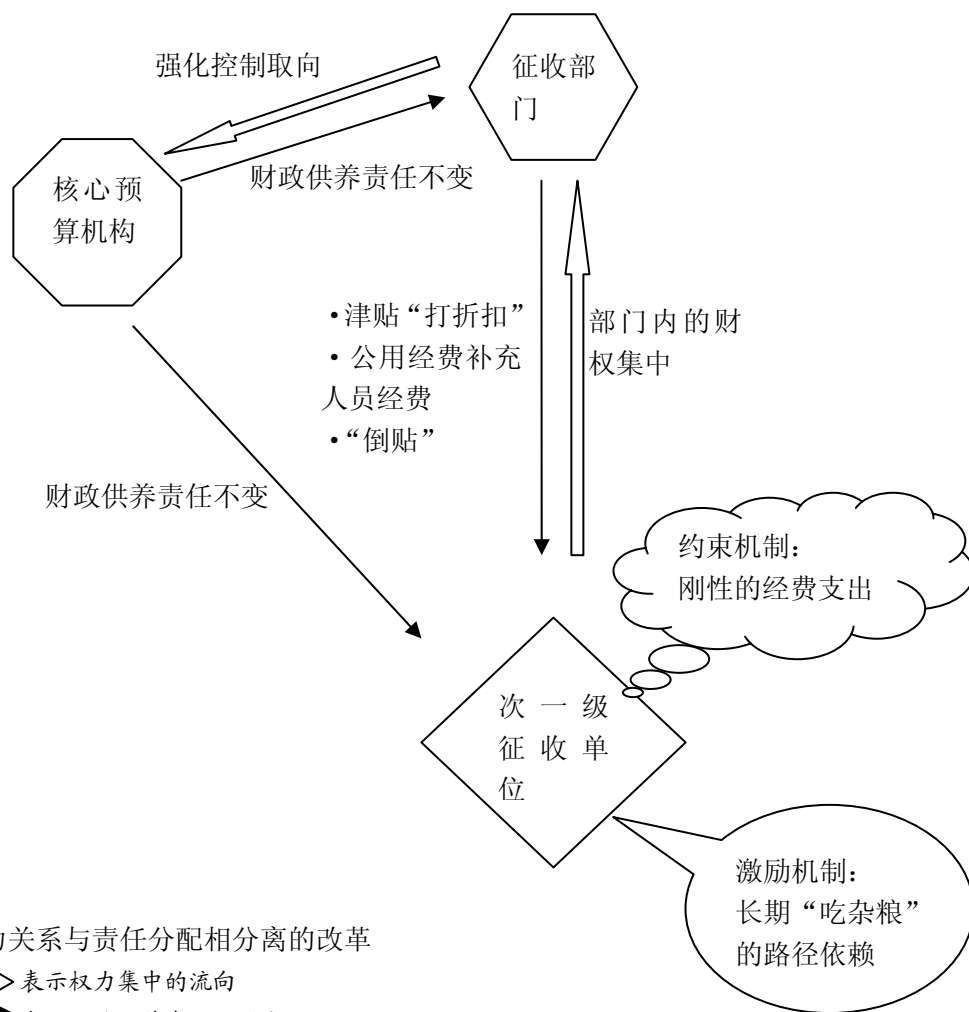 强化控制取向
征收部
门
财政供养责任不变
核心预
算机构
·津贴“打折扣”
·公用经费补充
人员经费
·“倒贴”
部门内的财
权集中
财政供养责任不变
约束机制：
刚性的经费支出
次一级
征收单
位
激励机制：
长期“吃杂粮”
的路径依赖
关系与责任分配相分离的改革
表示权力集中的流向